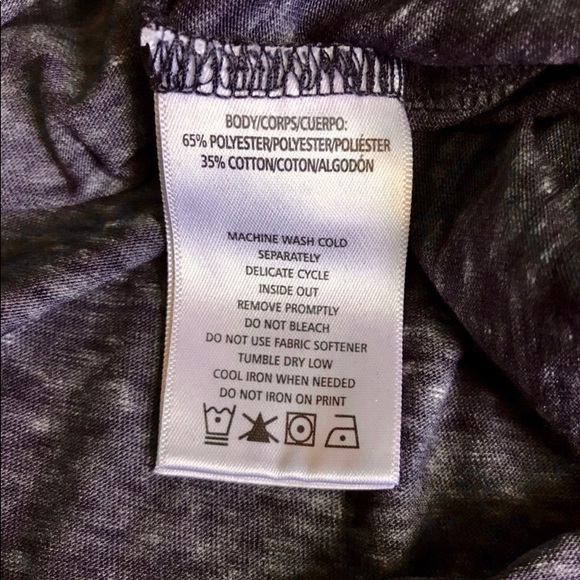 BODY/CORPS/CUERPO:
65% POLYESTER/POLYESTER/POLIÉSTER
35% COTTON/COTON/ALGODÓN
MACHINE WASH COLD
SEPARATELY
DELICATE CYCLE
INSIDE OUT
REMOVE PROMPTLY
DO NOT BLEACH
DO NOT USE FABRIC SOFTENER
TUMBLE DRY LOW
COOL IRON WHEN NEEDED
DO NOT IRON ON PRINT